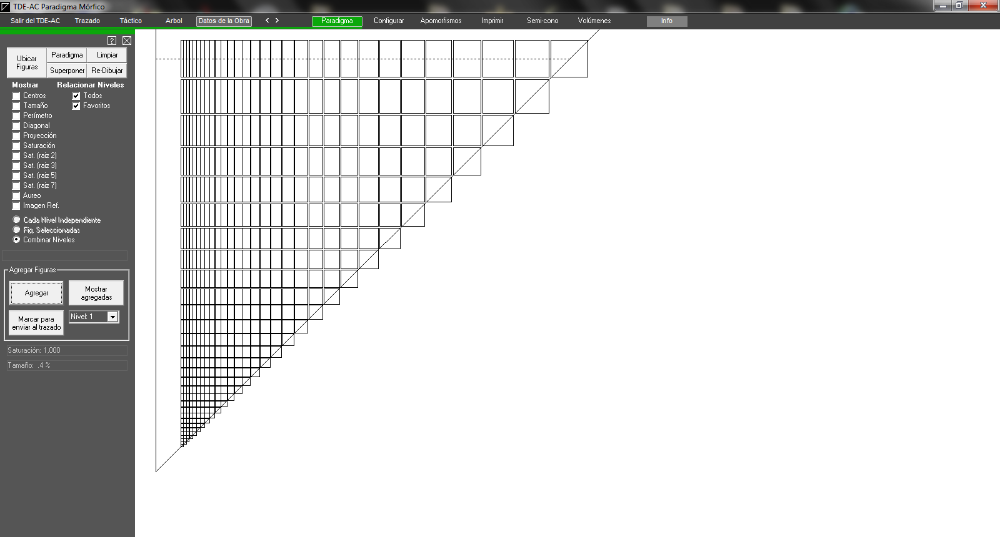 TDE-AC Paradigma Mórfico
Salir del TDE-AC Trazado Táctico Arbol Datos de la Obra < > Paradigma Configurar Apomorfismos Imprimir Semi-cono Volúmenes Info
?
Ubicar Figuras Paradigma Limpiar
Superponer Re-Dibujar
Mostrar Relacionar Niveles
Centros Todos
Tamaño Favoritos
Perímetro
Diagonal
Proyección
Saturación
Sat. (raiz 2)
Sat. (raiz 3)
Sat. (raiz 5)
Sat. (raiz 7)
Aureo
Imagen Ref.
Cada Nivel Independiente
Fig. Seleccionadas
Combinar Niveles
Agregar Figuras
Agregar Mostrar agregadas
Marcar para enviar al trazado Nivel: 1
Saturación: 1,000
Tamaño: .4 %